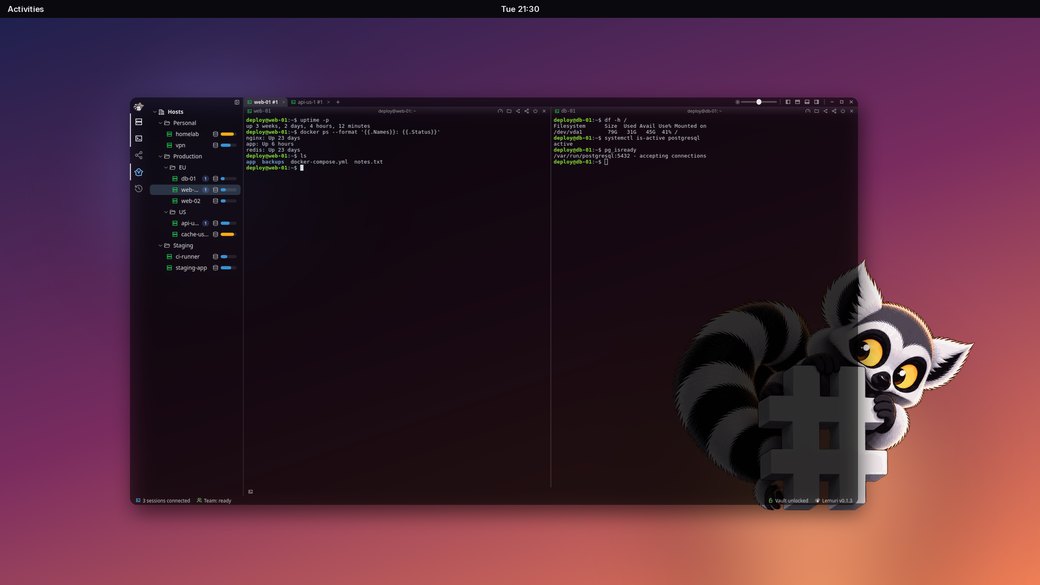 Activities
Tue 21:30
web-01 #1
api-us-1 #1
Hosts
Personal
homelab
vpn
Production
EU
db-01 1
web-... 1
web-02
US
api-u... 1
cache-us...
Staging
ci-runner
staging-app
web-01
deploy@web-01: ~
deploy@web-01:~$ uptime -p
up 3 weeks, 2 days, 4 hours, 12 minutes
deploy@web-01:~$ docker ps --format '{{.Names}}: {{.Status}}'
nginx: Up 23 days
app: Up 6 hours
redis: Up 23 days
deploy@web-01:~$ ls
app backups docker-compose.yml notes.txt
deploy@web-01:~$
db-01
deploy@db-01: ~
deploy@db-01:~$ df -h /
Filesystem Size Used Avail Use% Mounted on
/dev/vda1 79G 31G 45G 41% /
deploy@db-01:~$ systemctl is-active postgresql
active
deploy@db-01:~$ pg_isready
/var/run/postgresql:5432 - accepting connections
deploy@db-01:~$
3 sessions connected
Team: ready
Vault unlocked
Lemuri v0.1.3